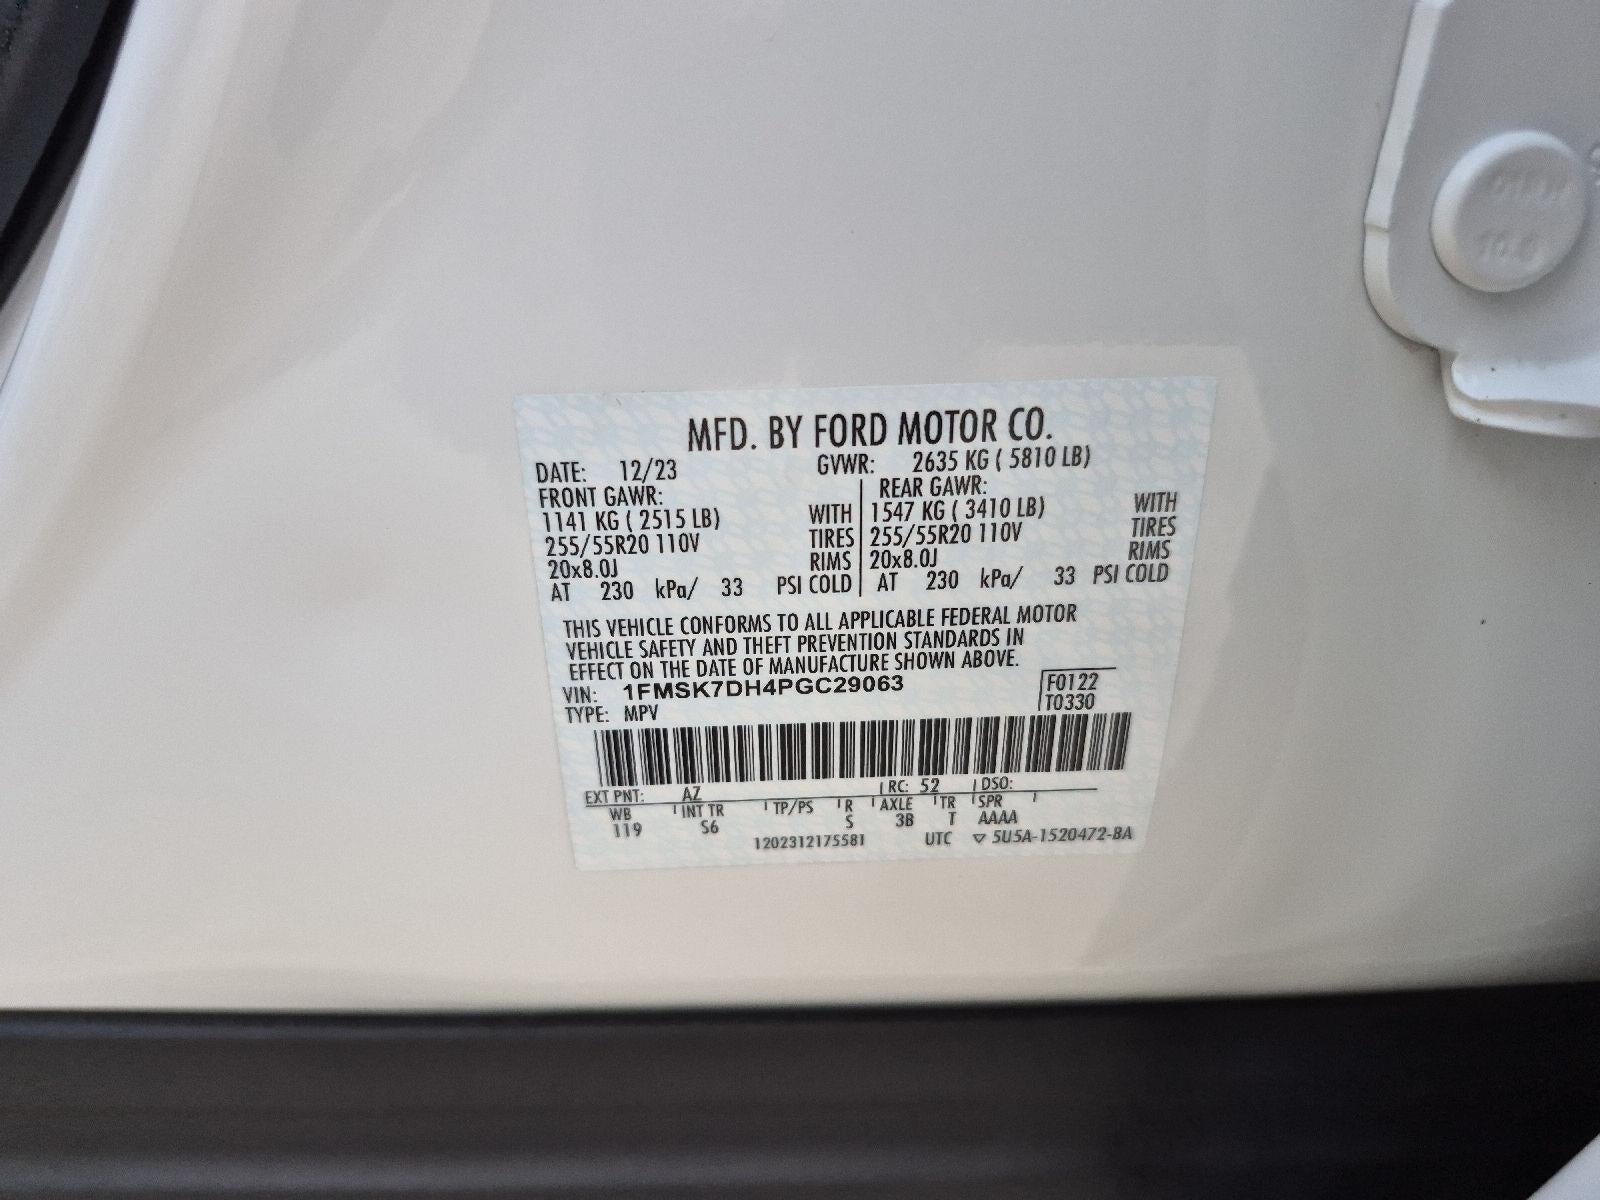 MFD. BY FORD MOTOR CO.
DATE: 12/23 GVWR: 2635 KG ( 5810 LB)
FRONT GAWR: REAR GAWR:
1141 KG ( 2515 LB) WITH 1547 KG ( 3410 LB) WITH
255/55R20 110V TIRES 255/55R20 110V TIRES
20x8.0J RIMS 20x8.0J RIMS
AT 230 kPa/ 33 PSI COLD AT 230 kPa/ 33 PSI COLD
THIS VEHICLE CONFORMS TO ALL APPLICABLE FEDERAL MOTOR
VEHICLE SAFETY AND THEFT PREVENTION STANDARDS IN
EFFECT ON THE DATE OF MANUFACTURE SHOWN ABOVE.
VIN: 1FMSK7DH4PGC29063 F0122
TYPE: MPV T0330
EXT PNT: AZ RC: 52 DSO:
WB INT TR TP/PS R AXLE TR SPR
119 S6 S 3B T AAAA
1202312175581 UTC ▽ 5U5A-1520472-BA